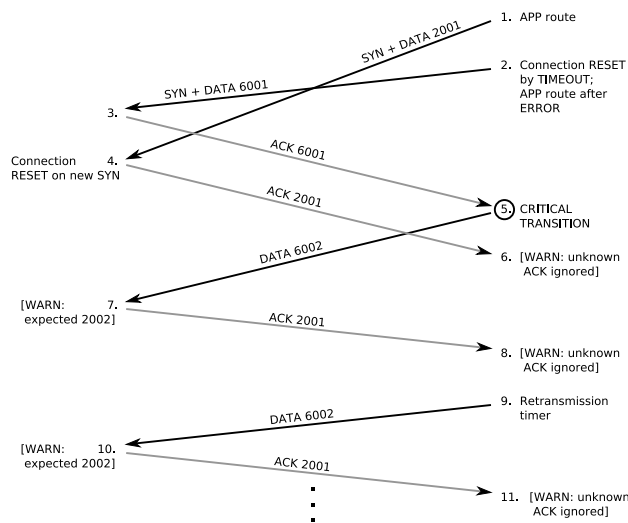 1. APP route
SYN + DATA 2001
2. Connection RESET
by TIMEOUT;
APP route after
ERROR
SYN + DATA 6001
3.
ACK 6001
Connection 4.
RESET on new SYN
ACK 2001
5. CRITICAL
TRANSITION
DATA 6002
6. [WARN: unknown
ACK ignored]
[WARN: 7.
expected 2002]
ACK 2001
8. [WARN: unknown
ACK ignored]
9. Retransmission
timer
DATA 6002
[WARN: 10.
expected 2002]
ACK 2001
11. [WARN: unknown
ACK ignored]